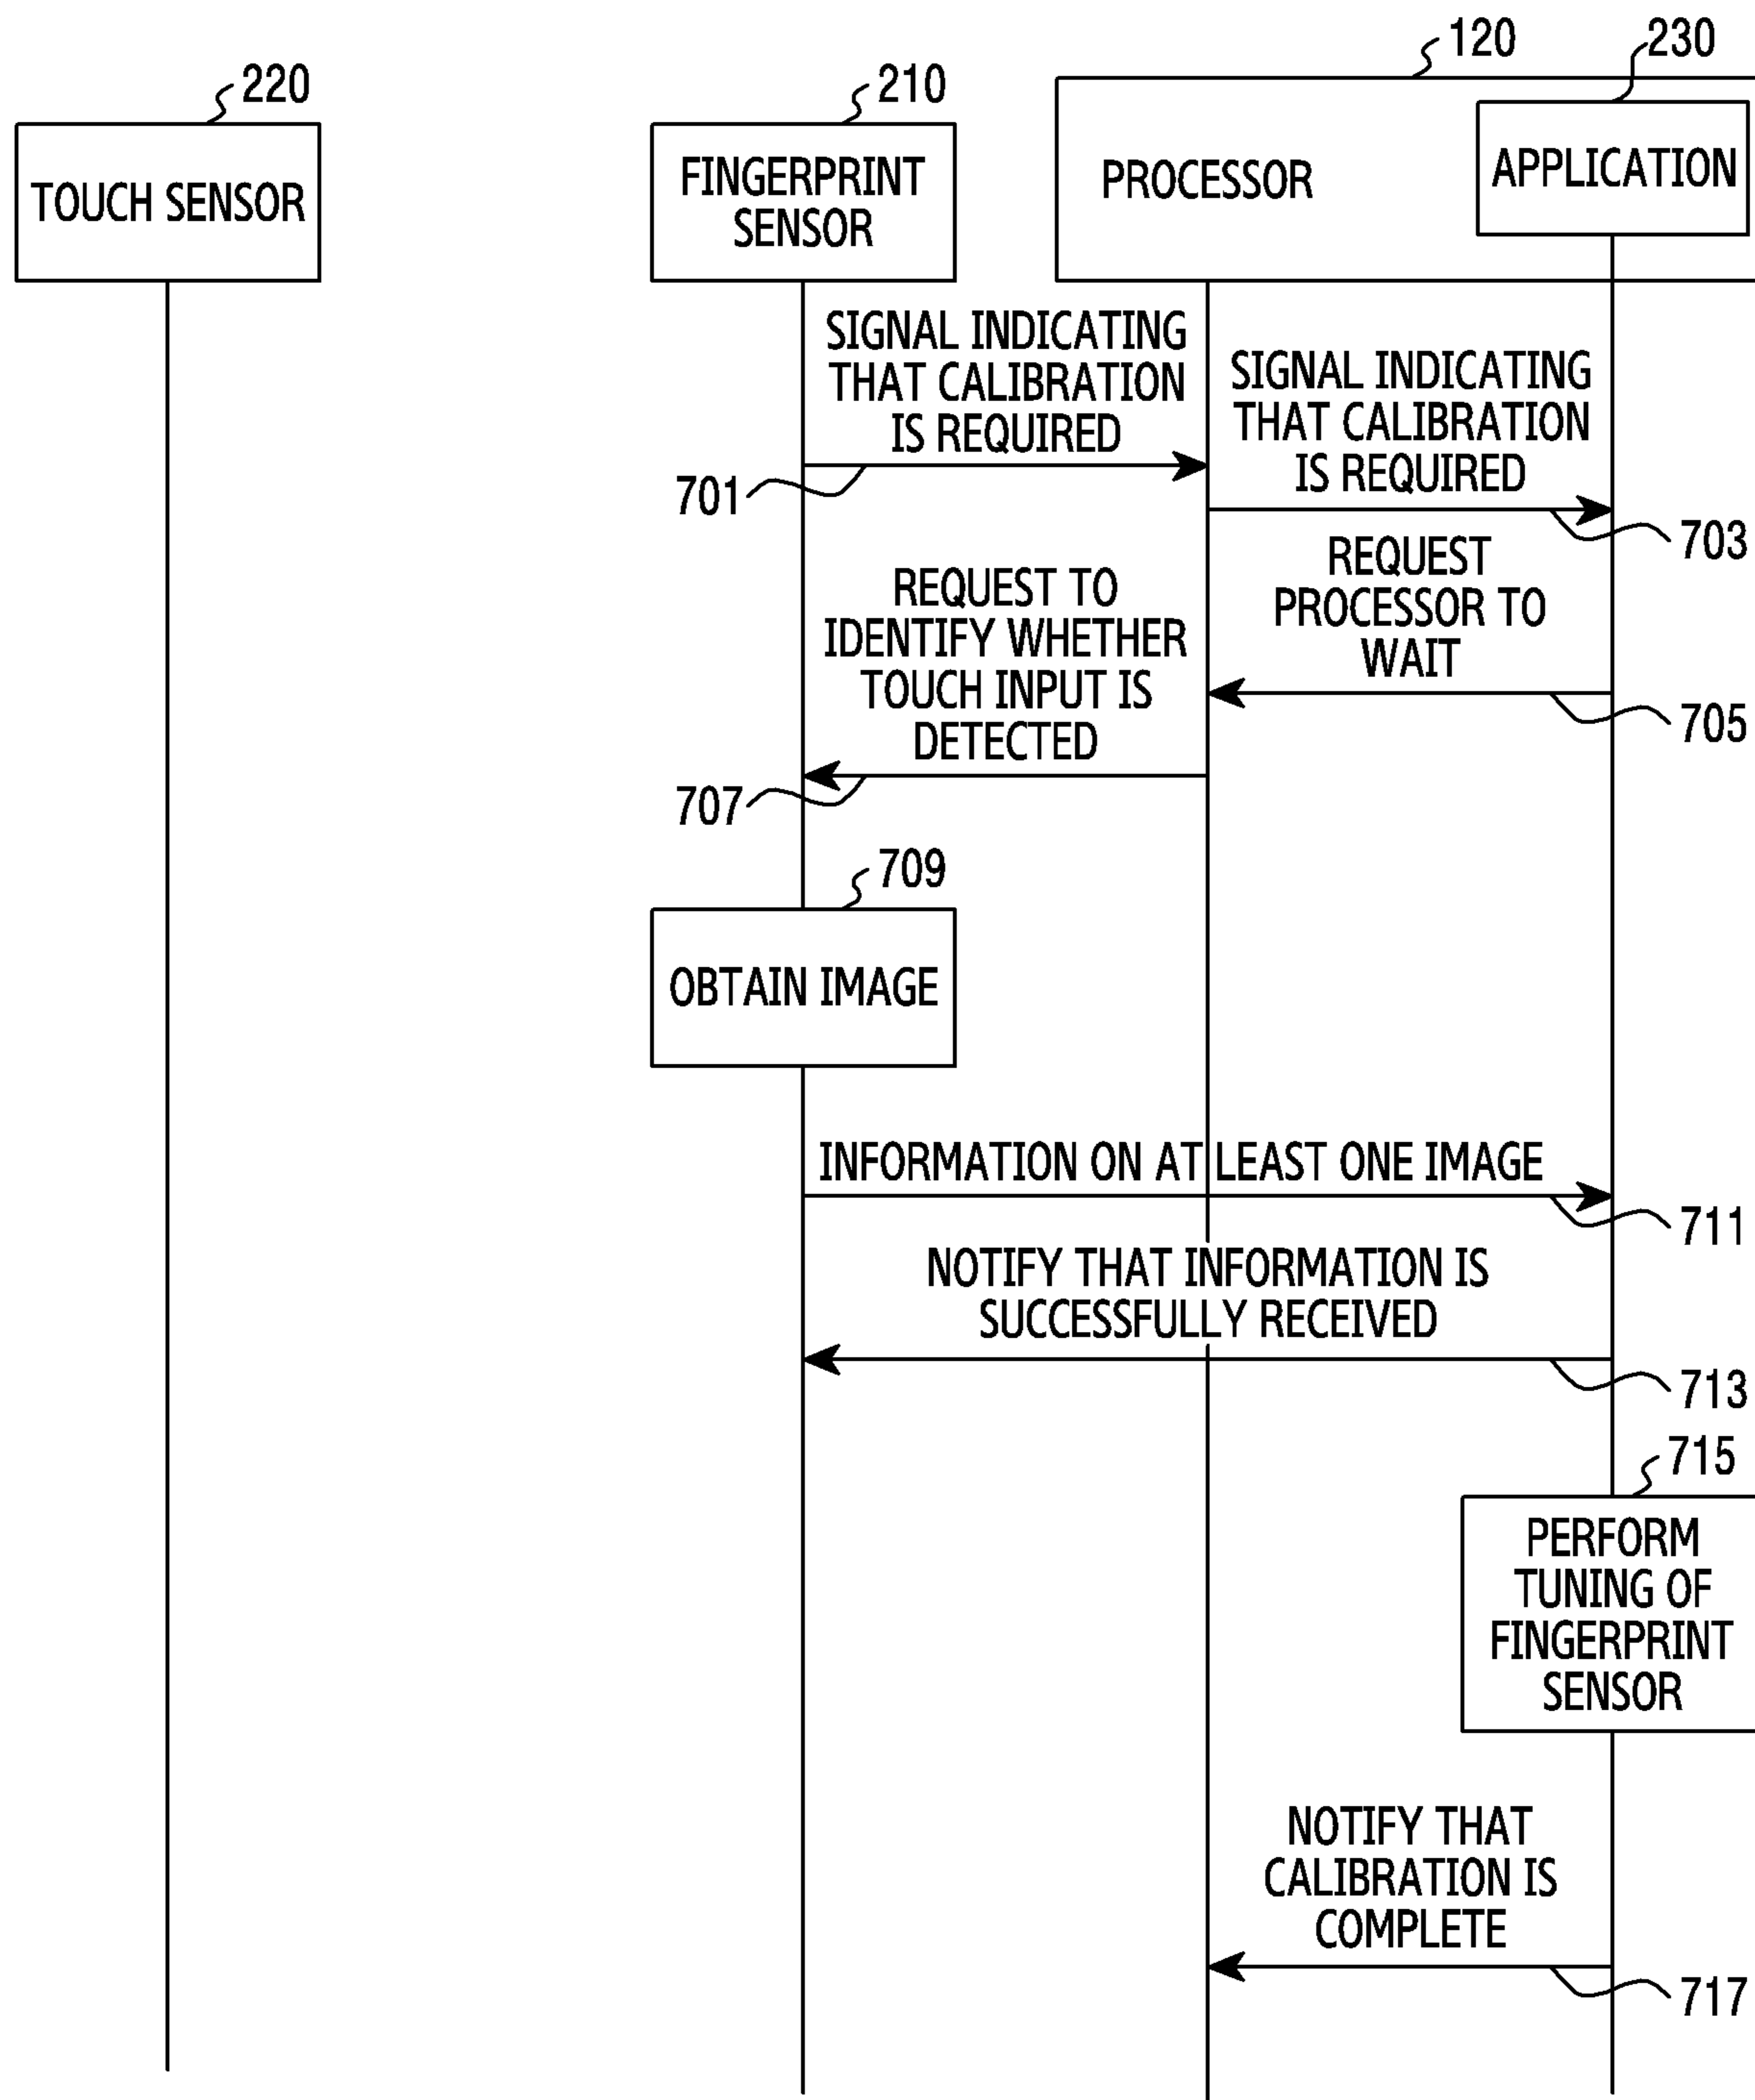 120
230
220
210
TOUCH SENSOR
FINGERPRINT
SENSOR
PROCESSOR
APPLICATION
SIGNAL INDICATING
THAT CALIBRATION
IS REQUIRED
701
SIGNAL INDICATING
THAT CALIBRATION
IS REQUIRED
703
REQUEST
PROCESSOR TO
WAIT
705
REQUEST TO
IDENTIFY WHETHER
TOUCH INPUT IS
DETECTED
707
709
OBTAIN IMAGE
INFORMATION ON AT LEAST ONE IMAGE
711
NOTIFY THAT INFORMATION IS
SUCCESSFULLY RECEIVED
713
715
PERFORM
TUNING OF
FINGERPRINT
SENSOR
NOTIFY THAT
CALIBRATION IS
COMPLETE
717